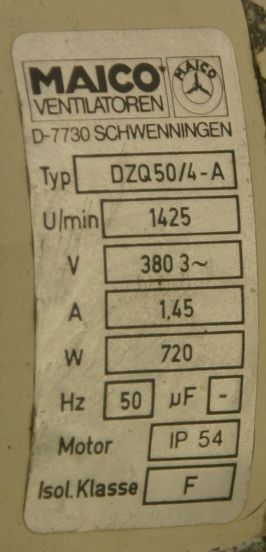 MAICO MAICO
VENTILATOREN
D-7730 SCHWENNINGEN
Typ DZQ50/4-A
U/min 1425
V 380 3~
A 1,45
W 720
Hz 50 µF -
Motor IP 54
Isol.Klasse F